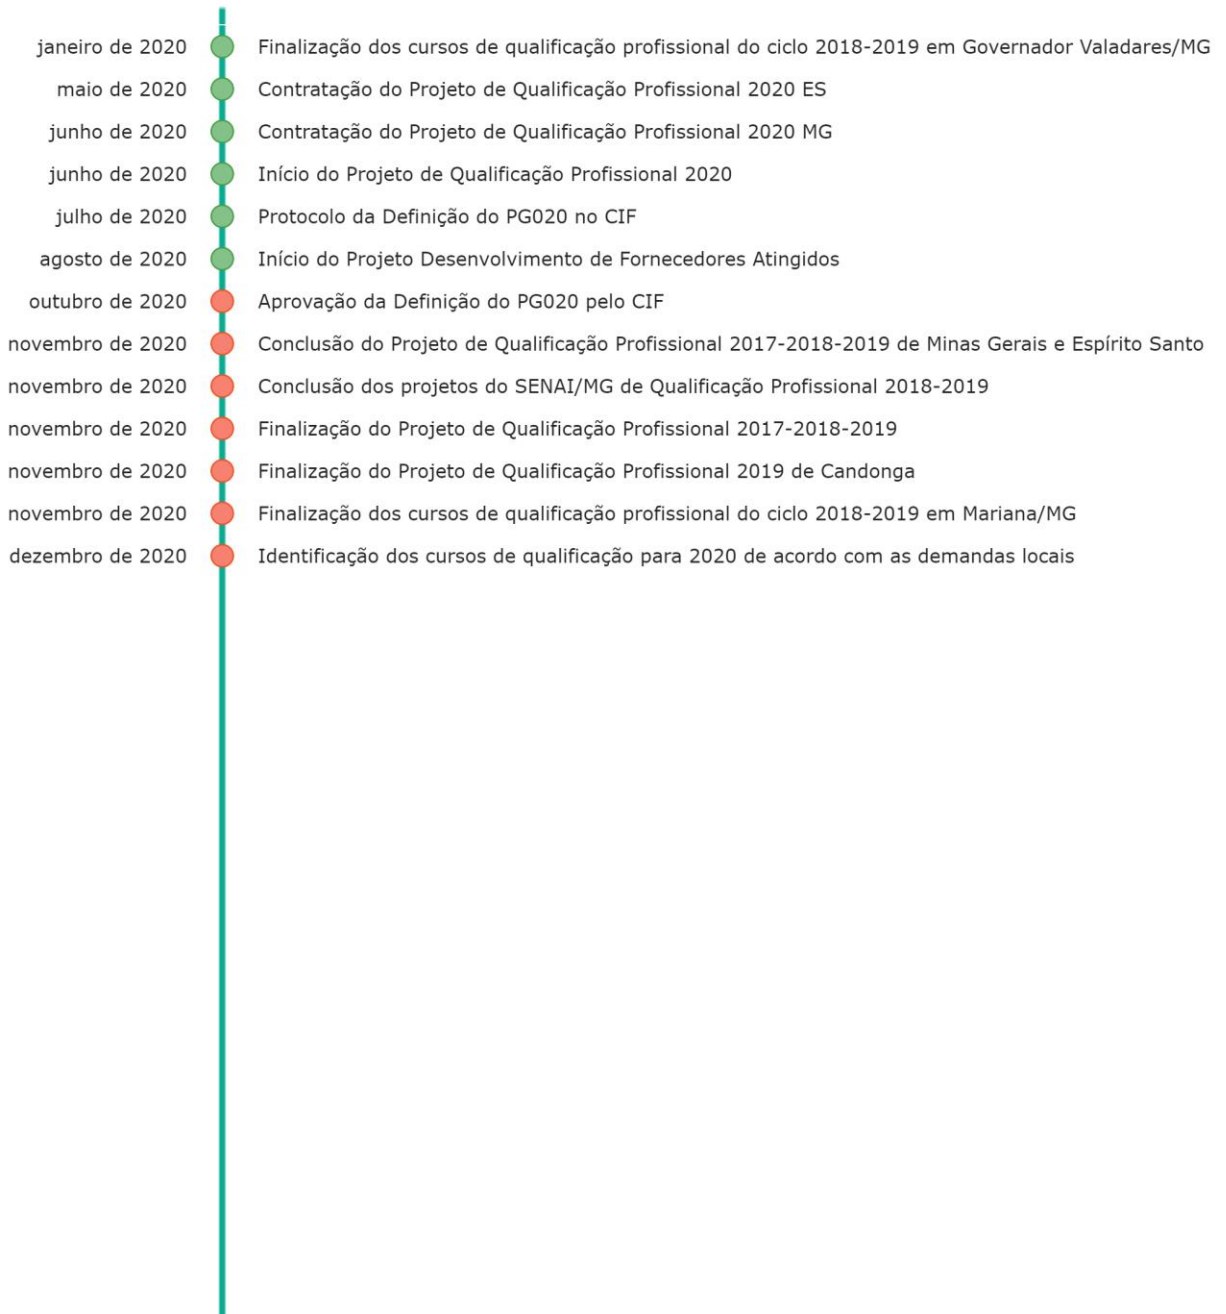 janeiro de 2020 Finalização dos cursos de qualificação profissional do ciclo 2018-2019 em Governador Valadares/MG
maio de 2020 Contratação do Projeto de Qualificação Profissional 2020 ES
junho de 2020 Contratação do Projeto de Qualificação Profissional 2020 MG
junho de 2020 Início do Projeto de Qualificação Profissional 2020
julho de 2020 Protocolo da Definição do PG020 no CIF
agosto de 2020 Início do Projeto Desenvolvimento de Fornecedores Atingidos
outubro de 2020 Aprovação da Definição do PG020 pelo CIF
novembro de 2020 Conclusão do Projeto de Qualificação Profissional 2017-2018-2019 de Minas Gerais e Espírito Santo
novembro de 2020 Conclusão dos projetos do SENAI/MG de Qualificação Profissional 2018-2019
novembro de 2020 Finalização do Projeto de Qualificação Profissional 2017-2018-2019
novembro de 2020 Finalização do Projeto de Qualificação Profissional 2019 de Candonga
novembro de 2020 Finalização dos cursos de qualificação profissional do ciclo 2018-2019 em Mariana/MG
dezembro de 2020 Identificação dos cursos de qualificação para 2020 de acordo com as demandas locais